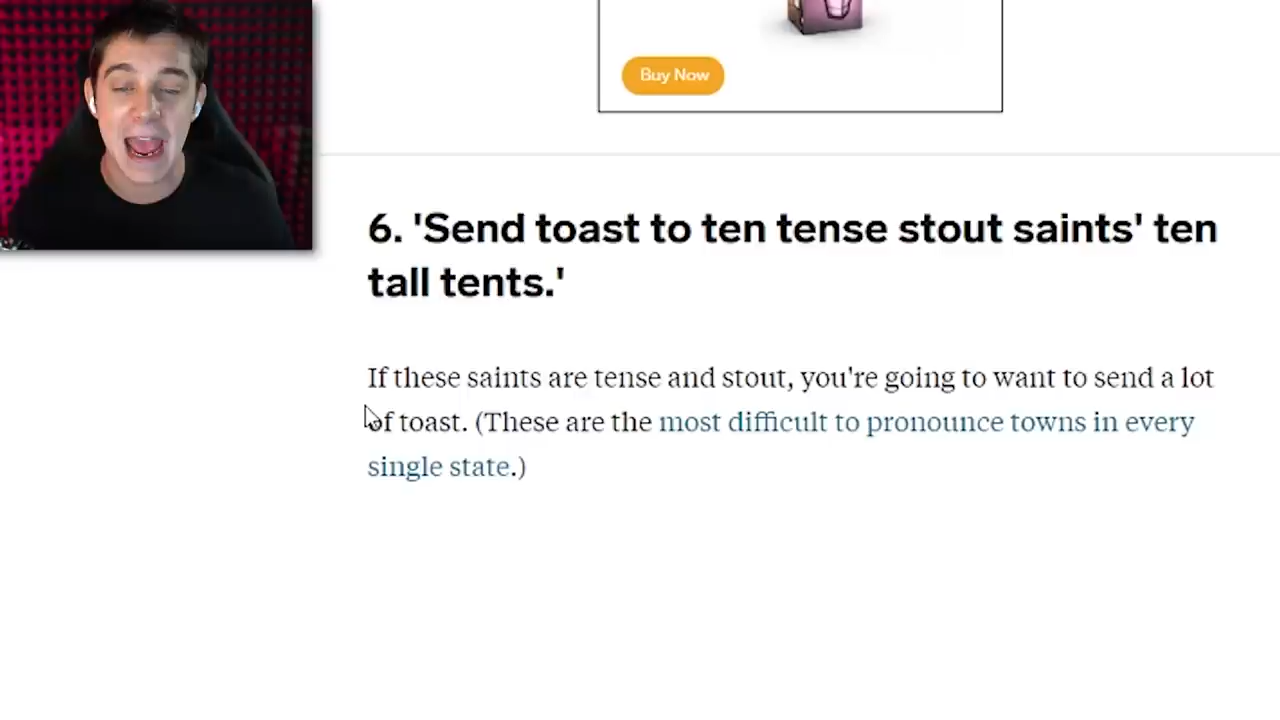 Buy Now
6. 'Send toast to ten tense stout saints' ten
tall tents.'
If these saints are tense and stout, you're going to want to send a lot
of toast. (These are the most difficult to pronounce towns in every
single state.)